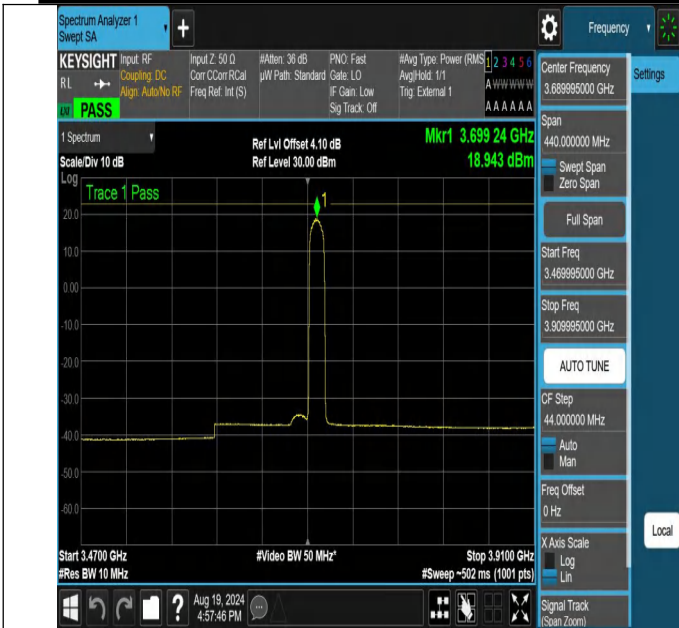 Spectrum Analyzer 1
Swept SA
+
Frequency
KEYSIGHT
RL
PASS
Input: RF
Coupling: DC
Align: Auto/No RF
Input Z: 50 Ω
Corr CCorr RCal
Freq Ref: Int (S)
#Atten: 36 dB
µW Path: Standard
PNO: Fast
Gate: LO
IF Gain: Low
Sig Track: Off
#Avg Type: Power (RMS
Avg|Hold: 1/1
Trig: External 1
1 2 3 4 5 6
A W W W W W
A A A A A A
Settings
Center Frequency
3.689995000 GHz
Span
440.000000 MHz
Swept Span
Zero Span
Full Span
Start Freq
3.469995000 GHz
Stop Freq
3.909995000 GHz
AUTO TUNE
CF Step
44.000000 MHz
Auto
Man
Freq Offset
0 Hz
X Axis Scale
Log
Lin
Signal Track
(Span Zoom)
Local
1 Spectrum
Scale/Div 10 dB
Log
Ref Lvl Offset 4.10 dB
Ref Level 30.00 dBm
Mkr1 3.699 24 GHz
18.943 dBm
Trace 1 Pass
1
20.0
10.0
0.00
-10.0
-20.0
-30.0
-40.0
-50.0
-60.0
Start 3.4700 GHz
#Res BW 10 MHz
#Video BW 50 MHz*
Stop 3.9100 GHz
#Sweep ~502 ms (1001 pts)
?
Aug 19, 2024
4:57:46 PM